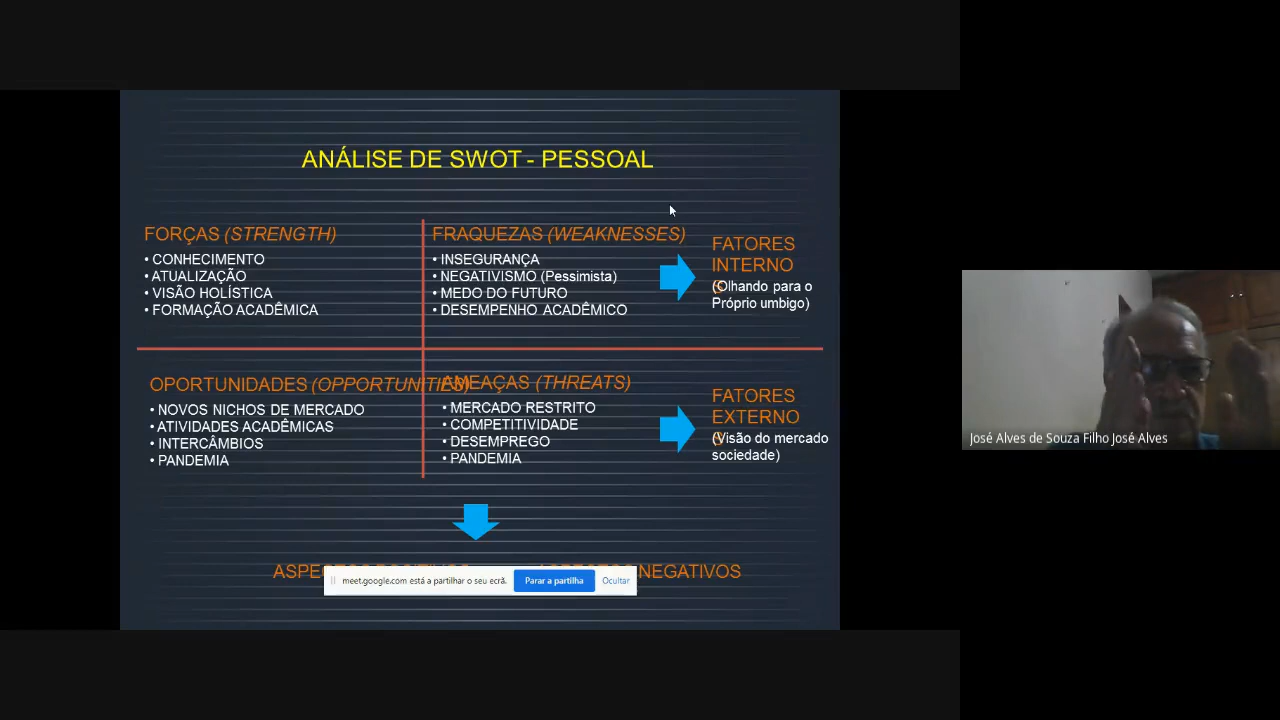 ANÁLISE DE SWOT - PESSOAL
FORÇAS (STRENGTH)
• CONHECIMENTO
• ATUALIZAÇÃO
• VISÃO HOLÍSTICA
• FORMAÇÃO ACADÊMICA
FRAQUEZAS (WEAKNESSES)
• INSEGURANÇA
• NEGATIVISMO (Pessimista)
• MEDO DO FUTURO
• DESEMPENHO ACADÊMICO
FATORES
INTERNO
S
(Olhando para o
Próprio umbigo)
OPORTUNIDADES (OPPORTUNITIES)
• NOVOS NICHOS DE MERCADO
• ATIVIDADES ACADÊMICAS
• INTERCÂMBIOS
• PANDEMIA
AMEAÇAS (THREATS)
• MERCADO RESTRITO
• COMPETITIVIDADE
• DESEMPREGO
• PANDEMIA
FATORES
EXTERNO
S
(Visão do mercado
sociedade)
NEGATIVOS
meet.google.com está a partilhar o seu ecrã. Parar a partilha Ocultar
José Alves de Souza Filho José Alves